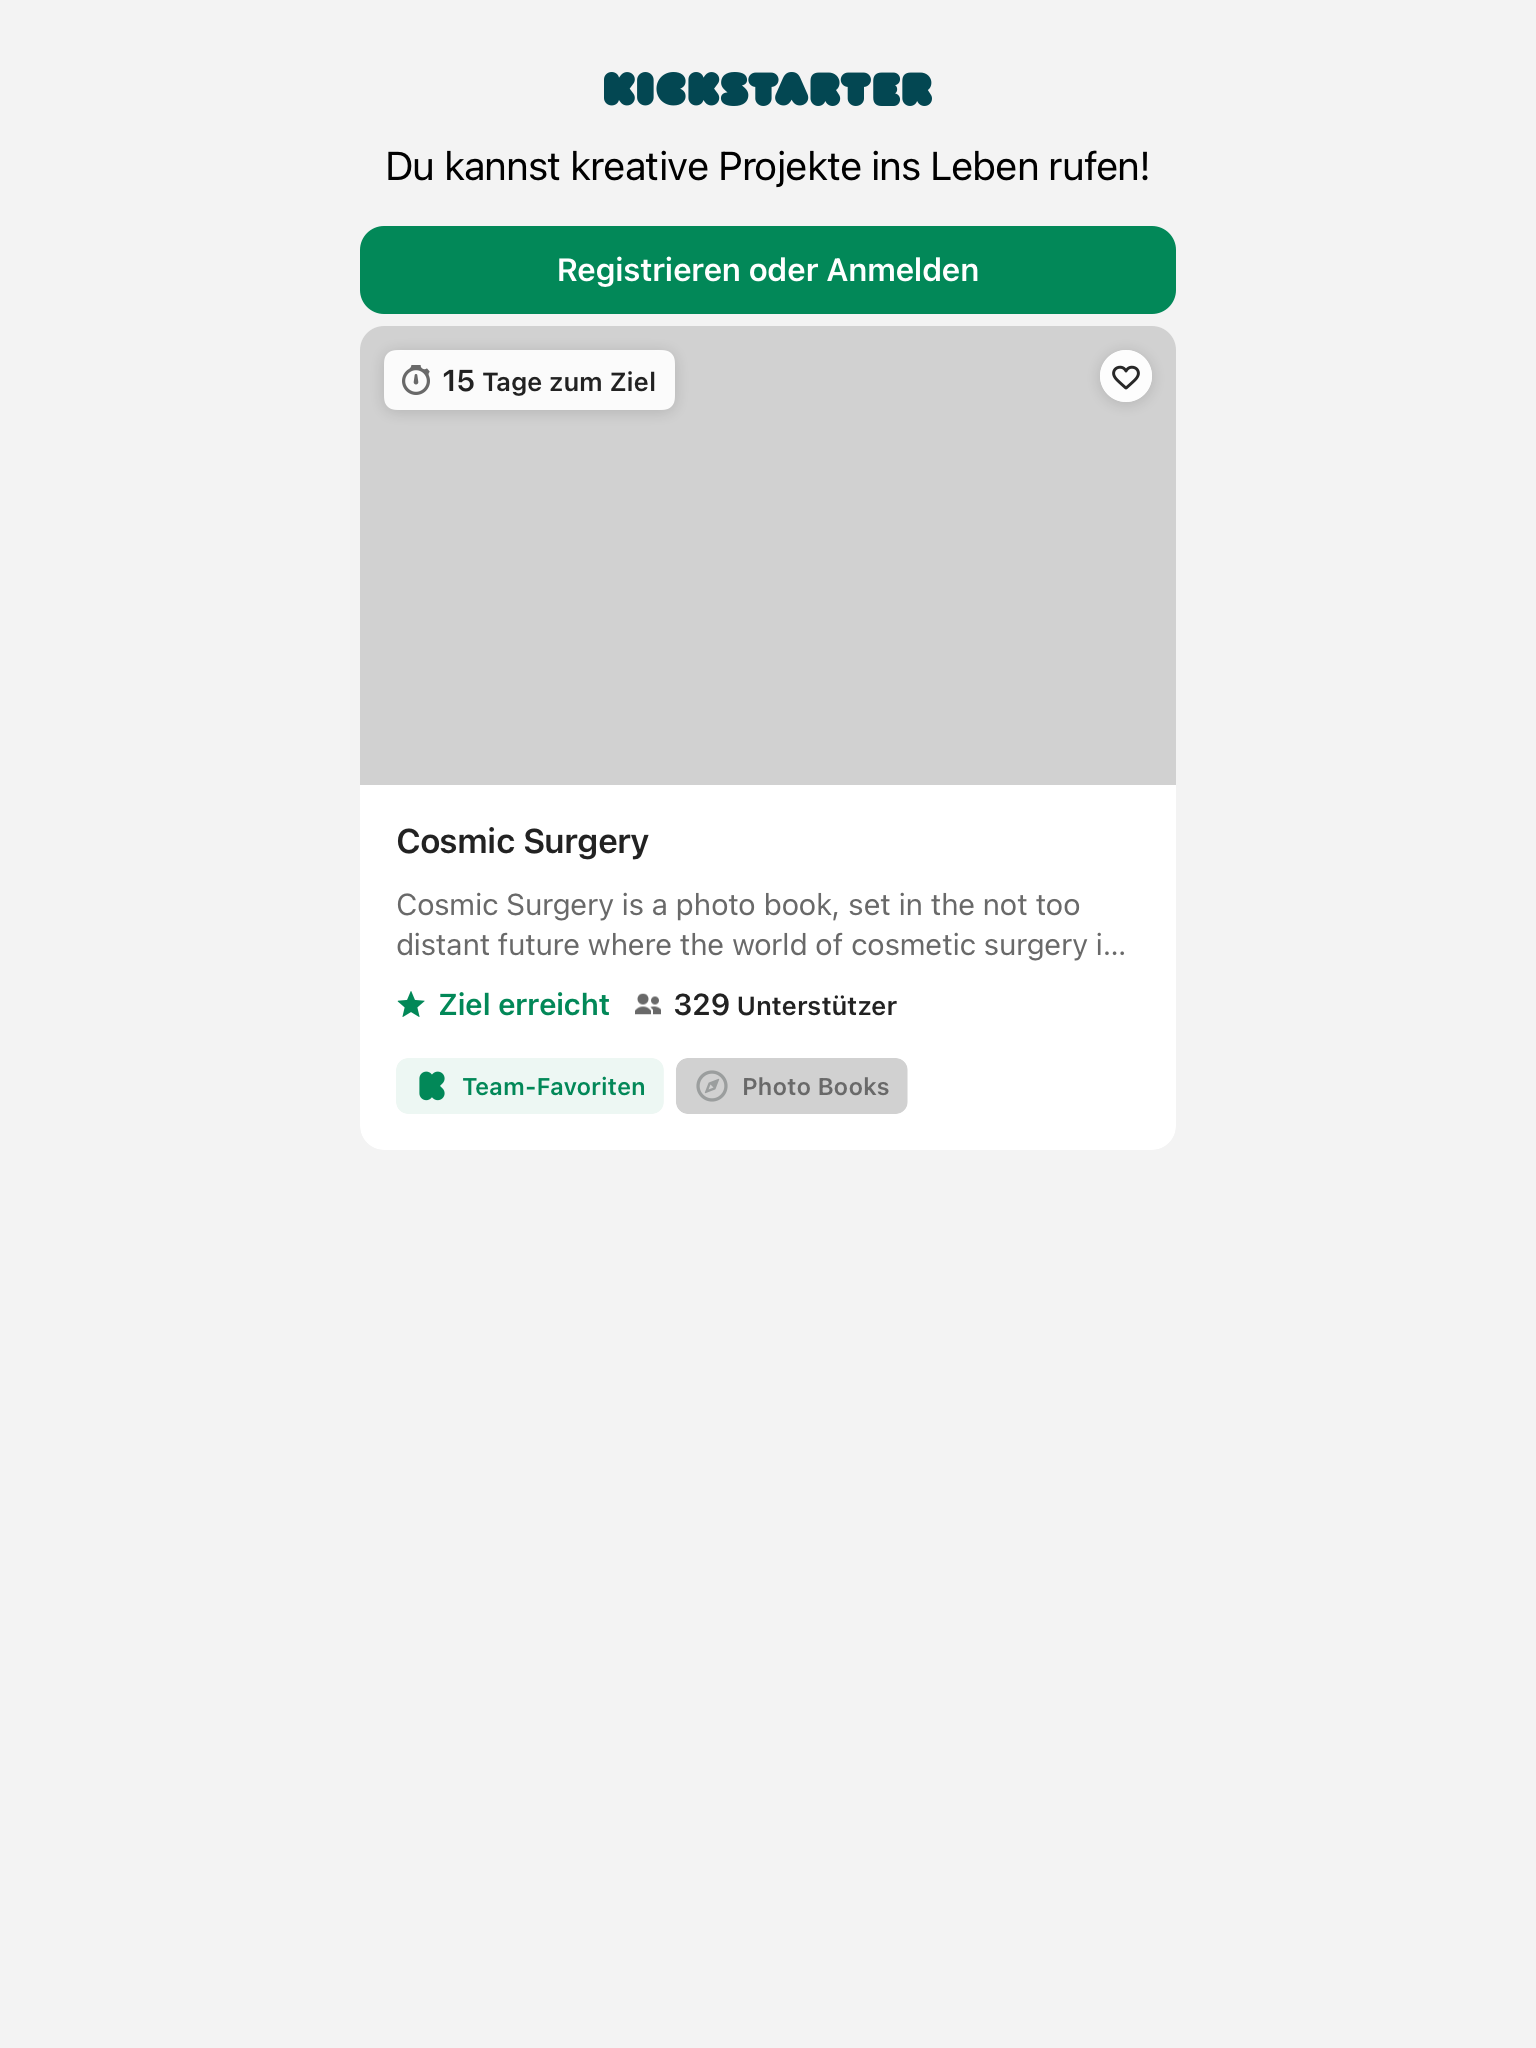 KICKSTARTER
Du kannst kreative Projekte ins Leben rufen!
Registrieren oder Anmelden
15 Tage zum Ziel
Cosmic Surgery
Cosmic Surgery is a photo book, set in the not too
distant future where the world of cosmetic surgery i...
Ziel erreicht 329 Unterstützer
Team-Favoriten Photo Books